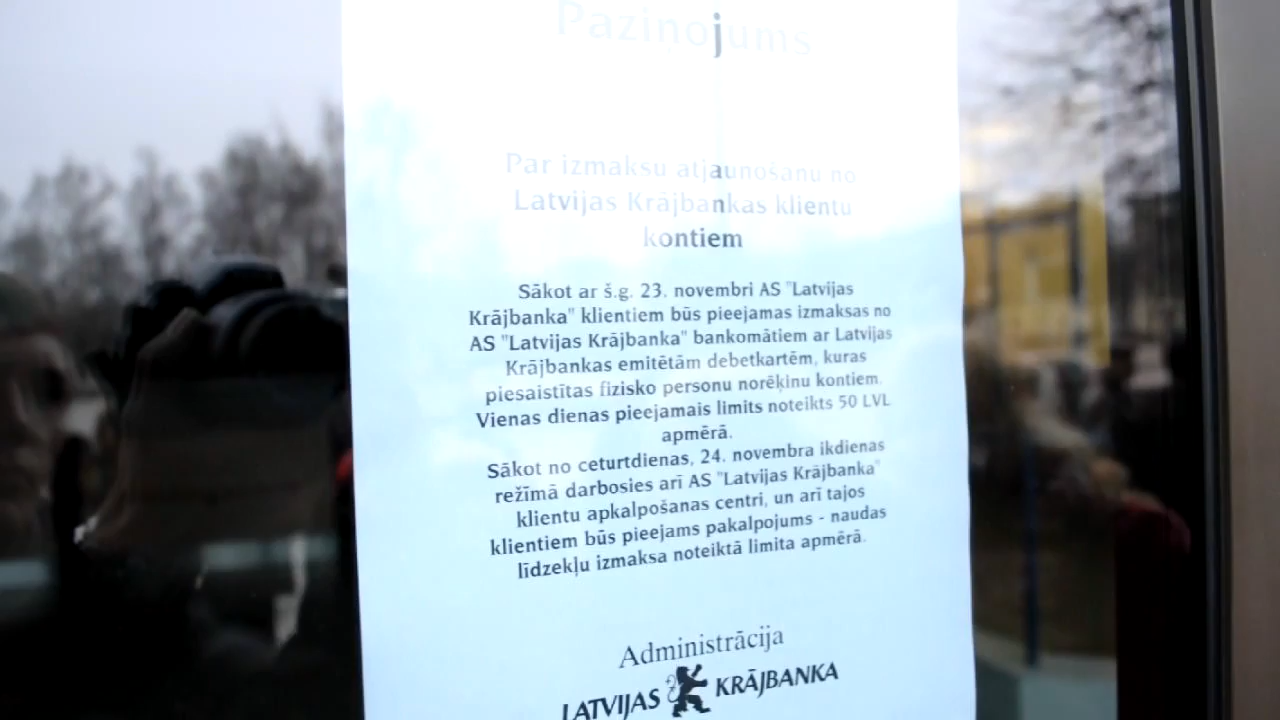 Paziņojums
Par izmaksu atjaunošanu no
Latvijas Krājbankas klientu
kontiem
Sākot ar š.g. 23. novembri AS "Latvijas
Krājbanka" klientiem būs pieejamas izmaksas no
AS "Latvijas Krājbanka" bankomātiem ar Latvijas
Krājbankas emitētām debetkartēm, kuras
piesaistītas fizisko personu norēķinu kontiem.
Vienas dienas pieejamais limits noteikts 50 LVL
apmērā.
Sākot no ceturtdienas, 24. novembra ikdienas
režīmā darbosies arī AS "Latvijas Krājbanka"
klientu apkalpošanas centri, un arī tajos
klientiem būs pieejams pakalpojums - naudas
līdzekļu izmaksa noteiktā limita apmērā.
Administrācija
LATVIJAS KRĀJBANKA